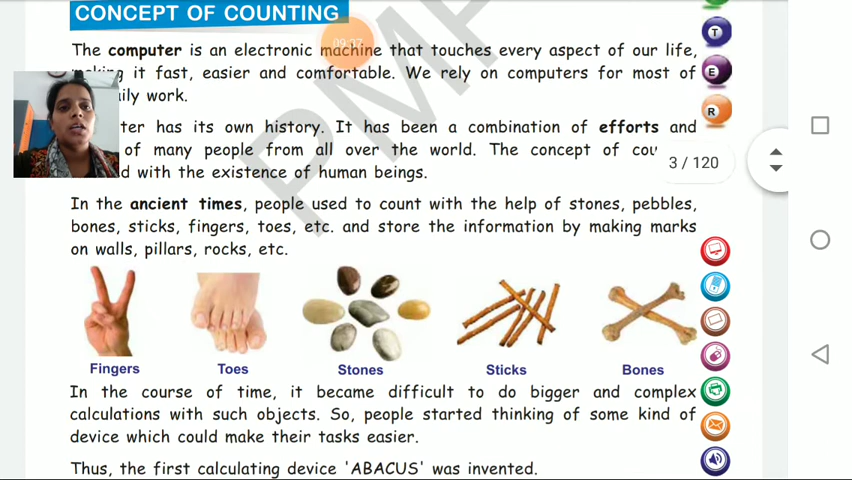 CONCEPT OF COUNTING
09:27
The computer is an electronic machine that touches every aspect of our life,
it fast, easier and comfortable. We rely on computers for most of
work.
has its own history. It has been a combination of efforts and
of many people from all over the world. The concept of
with the existence of human beings.
3 / 120
In the ancient times, people used to count with the help of stones, pebbles,
bones, sticks, fingers, toes, etc. and store the information by making marks
on walls, pillars, rocks, etc.
Fingers Toes Stones Sticks Bones
In the course of time, it became difficult to do bigger and complex
calculations with such objects. So, people started thinking of some kind of
device which could make their tasks easier.
Thus, the first calculating device 'ABACUS' was invented.
T
E
R
PMP